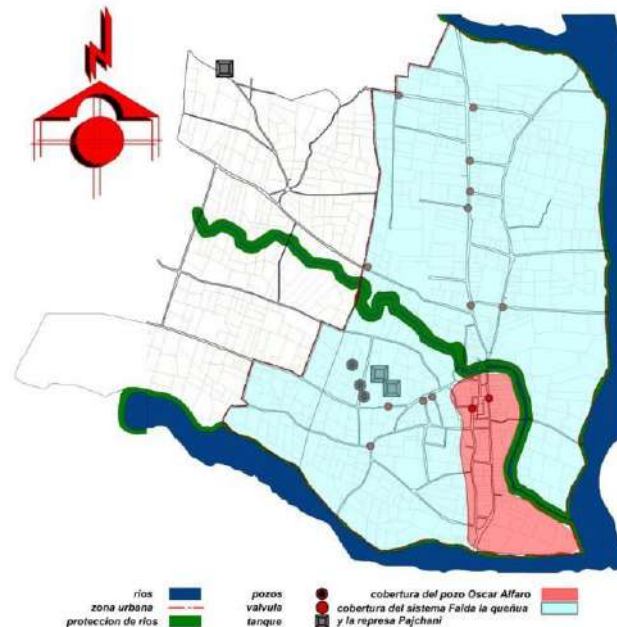 rios
zona urbana
proteccion de rios
pozos
valvula
tanque
cobertura del pozo Oscar Alfaro
cobertura del sistema Falda la queñua
y la represa Pajchani